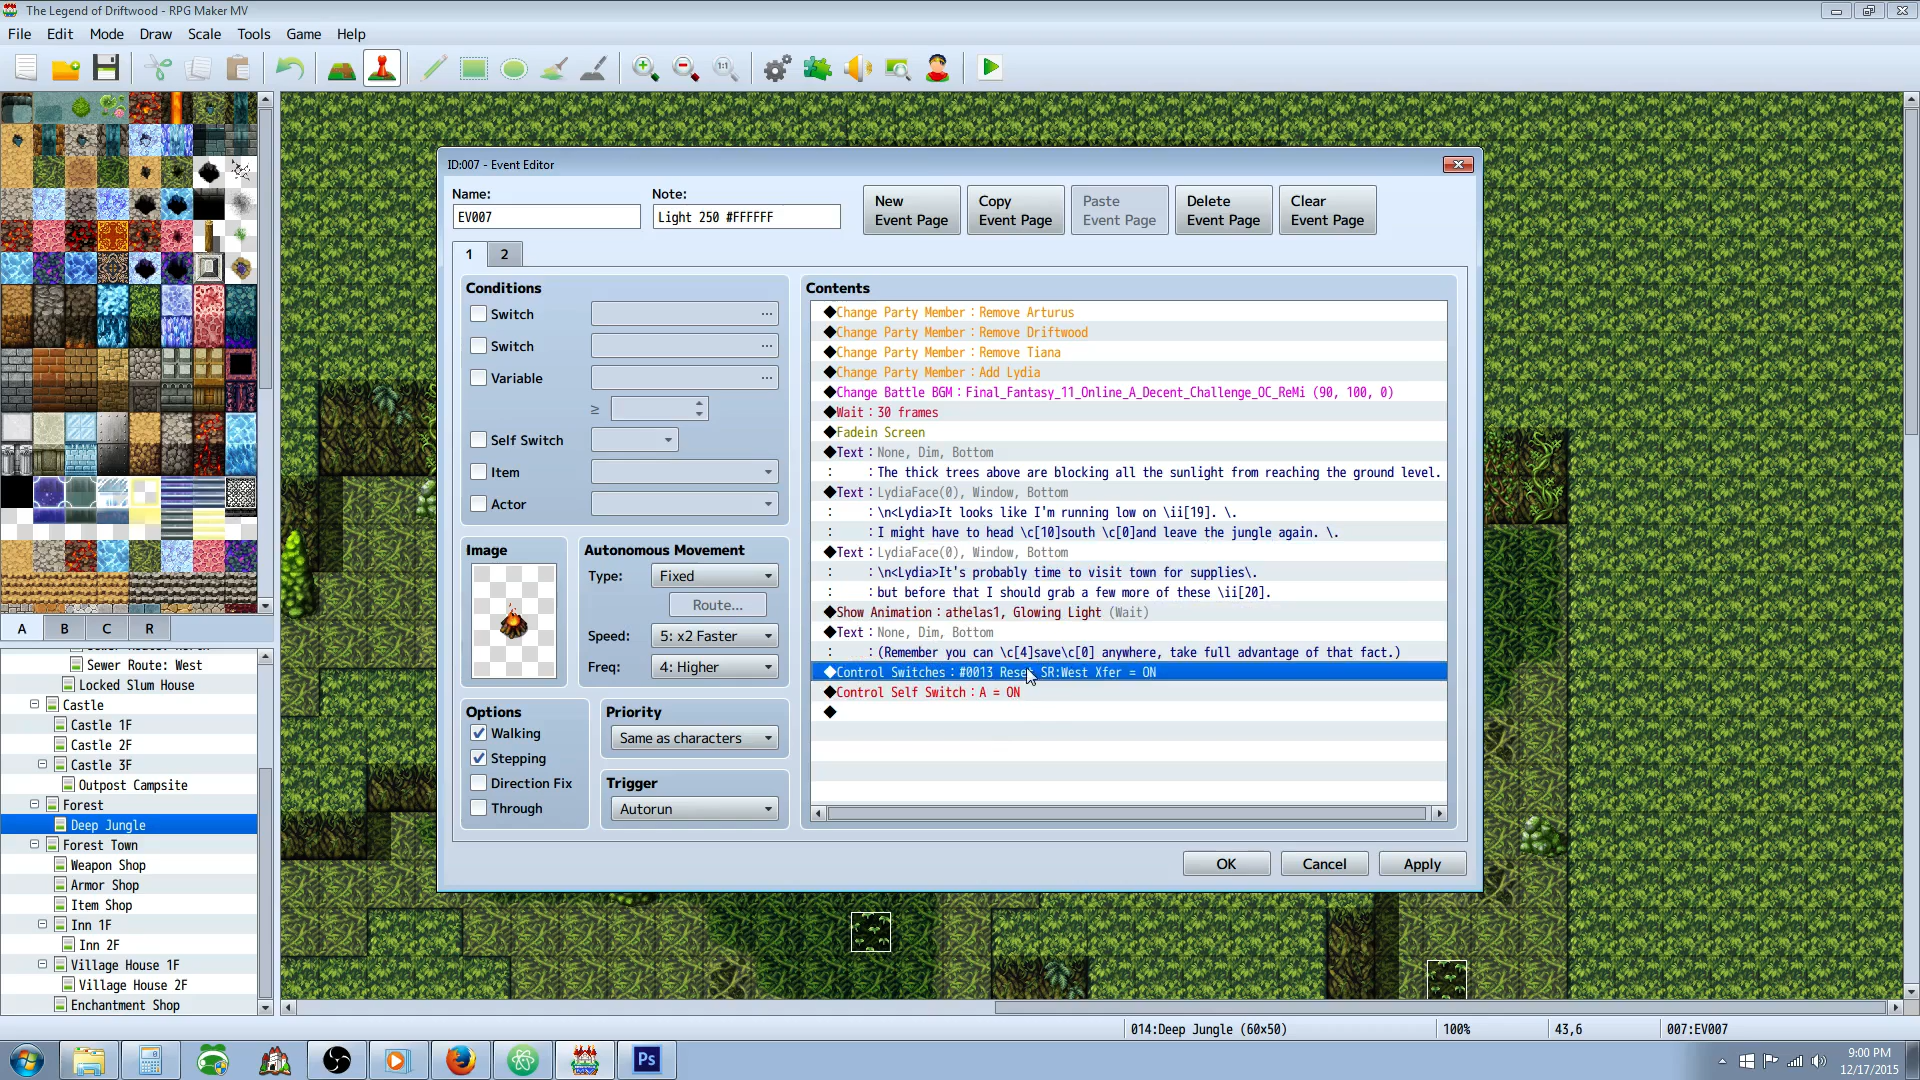 The Legend of Driftwood - RPG Maker MV
File Edit Mode Draw Scale Tools Game Help
1:1
ID:007 - Event Editor
Name: Note:
EV007 Light 250 #FFFFFF
New Event Page
Copy Event Page
Paste Event Page
Delete Event Page
Clear Event Page
1 2
Conditions
Switch ...
Switch ...
Variable ...
≥
Self Switch
Item
Actor
Image
Autonomous Movement
Type: Fixed
Route...
Speed: 5: x2 Faster
Freq: 4: Higher
Options
Walking
Stepping
Direction Fix
Through
Priority
Same as characters
Trigger
Autorun
Contents
◆Change Party Member：Remove Arturus
◆Change Party Member：Remove Driftwood
◆Change Party Member：Remove Tiana
◆Change Party Member：Add Lydia
◆Change Battle BGM：Final_Fantasy_11_Online_A_Decent_Challenge_OC_ReMi (90, 100, 0)
◆Wait：30 frames
◆Fadein Screen
◆Text：None, Dim, Bottom
：　：The thick trees above are blocking all the sunlight from reaching the ground level.
◆Text：LydiaFace(0), Window, Bottom
：　：\n<Lydia>It looks like I'm running low on \ii[19]. \.
：　：I might have to head \c[10]south \c[0]and leave the jungle again. \.
◆Text：LydiaFace(0), Window, Bottom
：　：\n<Lydia>It's probably time to visit town for supplies\.
：　：but before that I should grab a few more of these \ii[20].
◆Show Animation：athelas1, Glowing Light (Wait)
◆Text：None, Dim, Bottom
：　：(Remember you can \c[4]save\c[0] anywhere, take full advantage of that fact.)
◆Control Switches：#0013 Reset SR:West Xfer = ON
◆Control Self Switch：A = ON
◆
OK Cancel Apply
A B C R
Sewer Route: North
Sewer Route: West
Locked Slum House
Castle
Castle 1F
Castle 2F
Castle 3F
Outpost Campsite
Forest
Deep Jungle
Forest Town
Weapon Shop
Armor Shop
Item Shop
Inn 1F
Inn 2F
Village House 1F
Village House 2F
Enchantment Shop
014:Deep Jungle (60x50) 100% 43,6 007:EV007
Ps
9:00 PM
12/17/2015